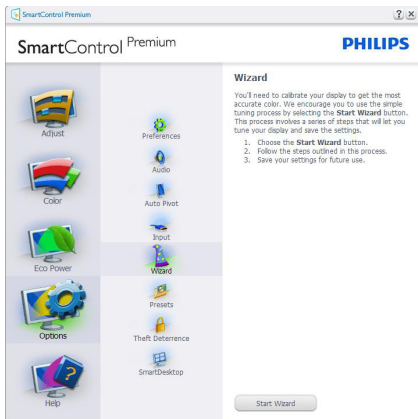 SmartControl Premium
SmartControl Premium
PHILIPS
Adjust
Color
Eco Power
Options
Help
Preferences
Audio
Auto Pivot
Input
Wizard
Presets
Theft Deterrence
SmartDesktop
Wizard
You'll need to calibrate your display to get the most
accurate color. We encourage you to use the simple
tuning process by selecting the Start Wizard button.
This process involves a series of steps that will let you
tune your display and save the settings.
1. Choose the Start Wizard button.
2. Follow the steps outlined in this process.
3. Save your settings for future use.
Start Wizard